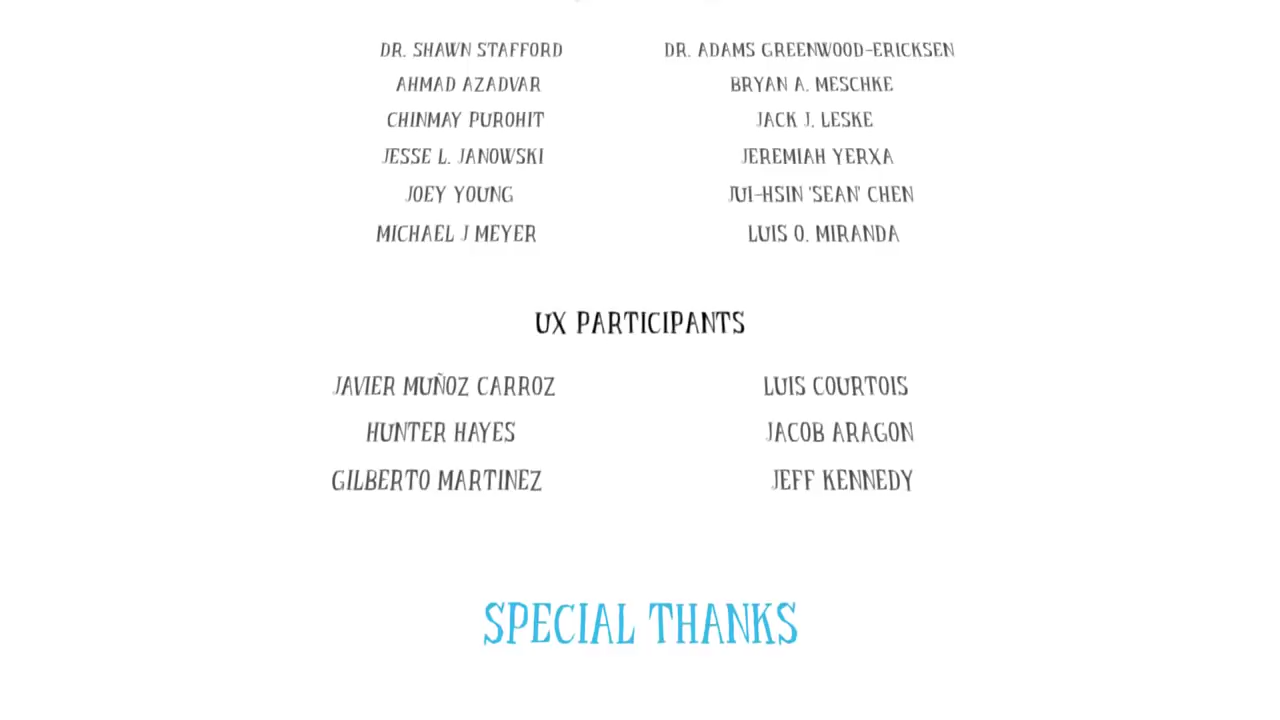 DR. SHAWN STAFFORD DR. ADAMS GREENWOOD-ERICKSEN
AHMAD AZADVAR BRYAN A. MESCHKE
CHINMAY PUROHIT JACK J. LESKE
JESSE L. JANOWSKI JEREMIAH YERXA
JOEY YOUNG JUI-HSIN 'SEAN' CHEN
MICHAEL J MEYER LUIS O. MIRANDA
UX PARTICIPANTS
JAVIER MUÑOZ CARROZ LUIS COURTOIS
HUNTER HAYES JACOB ARAGON
GILBERTO MARTINEZ JEFF KENNEDY
SPECIAL THANKS